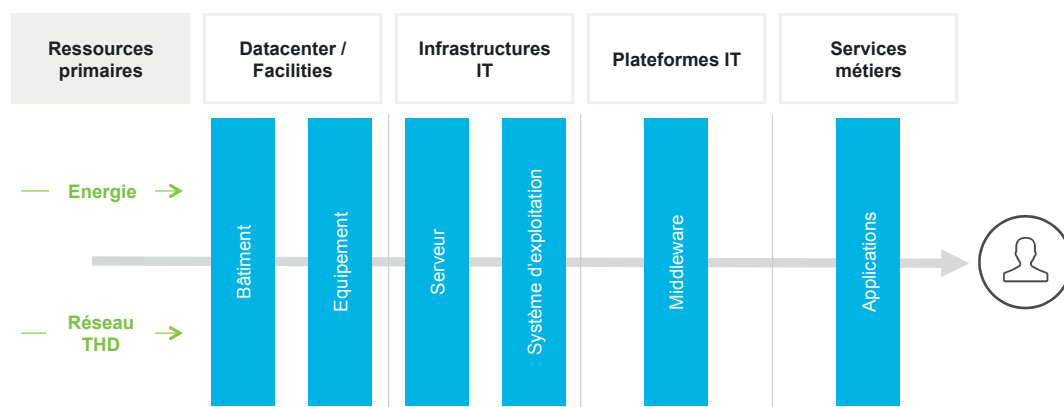 Ressources
primaires
Datacenter /
Facilities
Infrastructures
IT
Plateformes IT
Services
métiers
Energie
Réseau
THD
Bâtiment
Equipement
Serveur
Système d'exploitation
Middleware
Applications